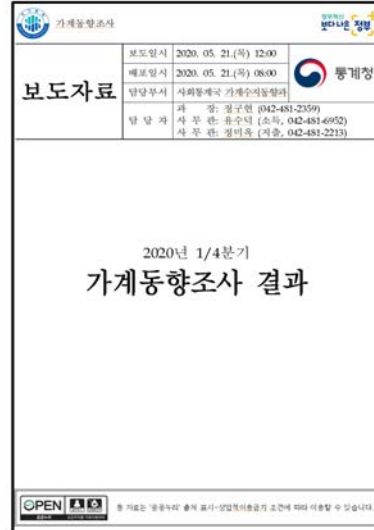 가계동향조사
정부혁신
보다나은 정부
보도자료
보도일시 2020. 05. 21.(목) 12:00
배포일시 2020. 05. 21.(목) 08:00
담당부서 사회통계국 가계수지동향과
담 당 자
과 장: 정구현 (042-481-2359)
사 무 관: 윤수덕 (소득, 042-481-6952)
사 무 관: 정미옥 (지출, 042-481-2213)
통계청
2020년 1/4분기
가계동향조사 결과
OPEN
동 자료는 "공공누리" 출처 표시-상업적이용금지 조건에 따라 이용할 수 있습니다.